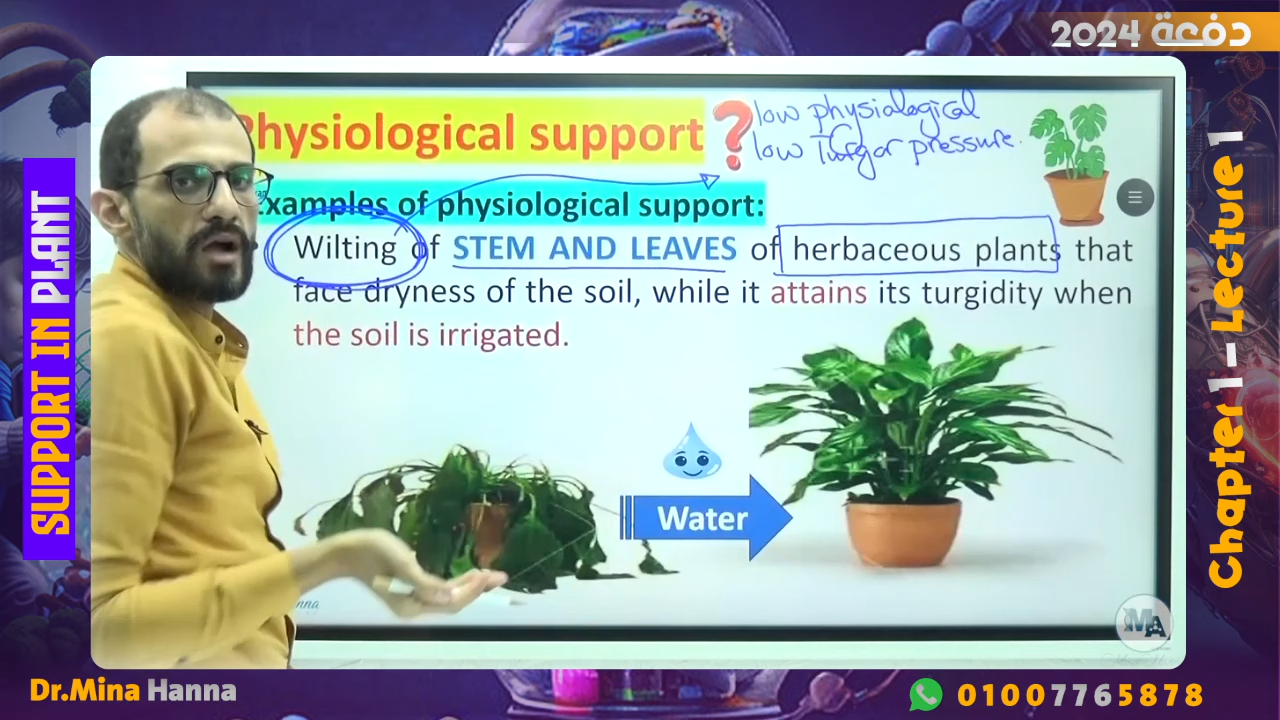 دفعة 2024
Physiological support ?
low physiological
low Turgor pressure.
Examples of physiological support:
Wilting of STEM AND LEAVES of herbaceous plants that
face dryness of the soil, while it attains its turgidity when
the soil is irrigated.
Water
SUPPORT IN PLANT
Chapter 1 - Lecture 1
MA
Dr.Mina Hanna
01007765878